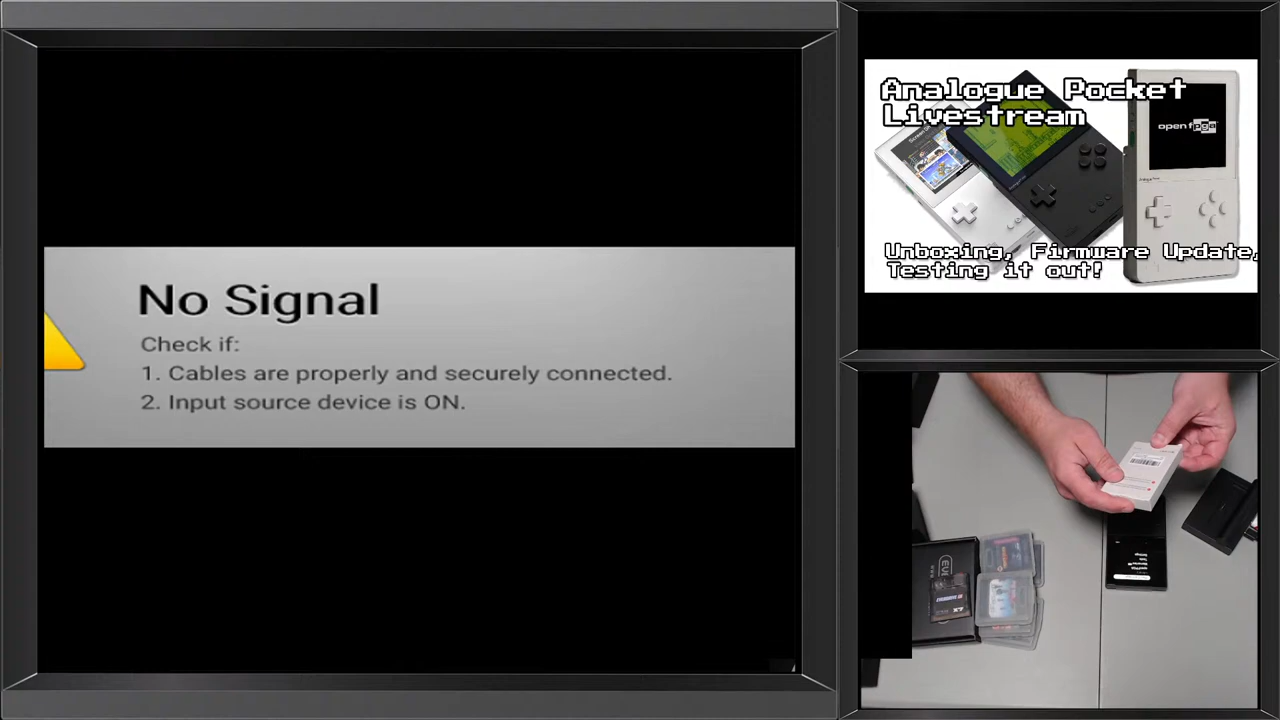 No Signal
Check if:
1. Cables are properly and securely connected.
2. Input source device is ON.
Analogue Pocket
Livestream
open fpga
Unboxing, Firmware Update,
Testing it out!